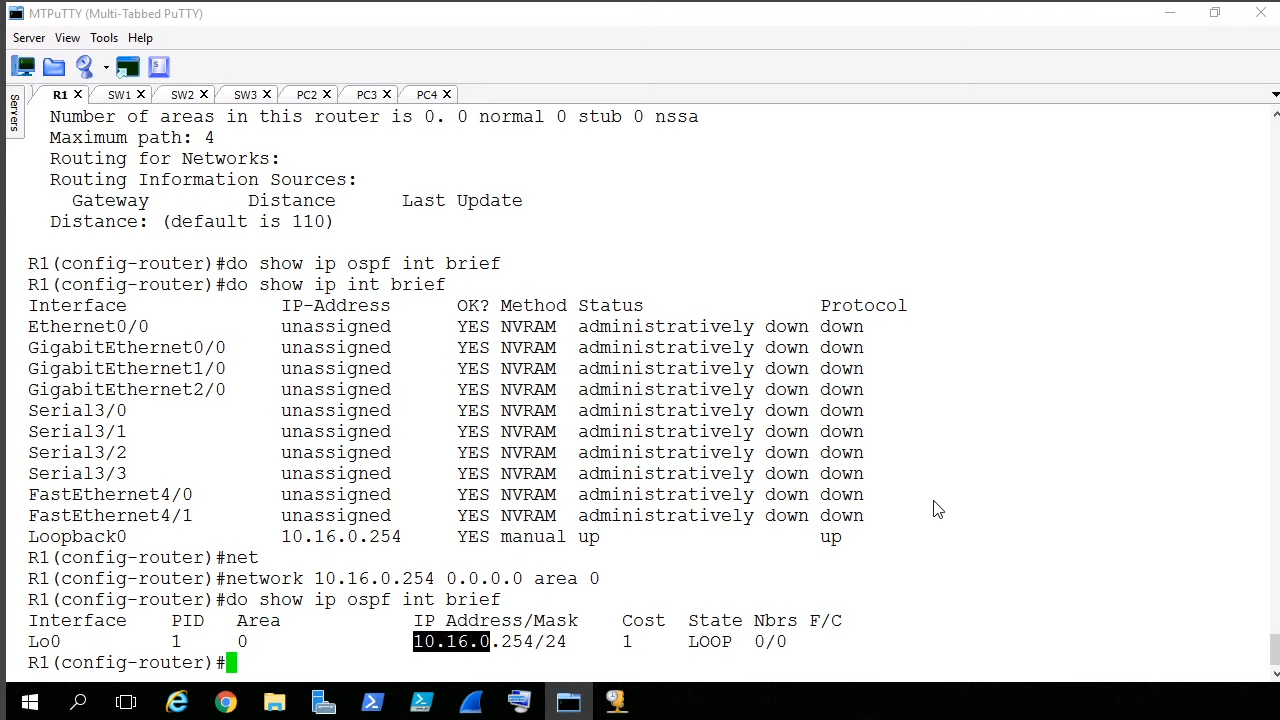 MTPuTTY (Multi-Tabbed PuTTY)
Server View Tools Help
R1 SW1 SW2 SW3 PC2 PC3 PC4
Servers
Number of areas in this router is 0. 0 normal 0 stub 0 nssa
Maximum path: 4
Routing for Networks:
Routing Information Sources:
Gateway Distance Last Update
Distance: (default is 110)
R1(config-router)#do show ip ospf int brief
R1(config-router)#do show ip int brief
Interface IP-Address OK? Method Status Protocol
Ethernet0/0 unassigned YES NVRAM administratively down down
GigabitEthernet0/0 unassigned YES NVRAM administratively down down
GigabitEthernet1/0 unassigned YES NVRAM administratively down down
GigabitEthernet2/0 unassigned YES NVRAM administratively down down
Serial3/0 unassigned YES NVRAM administratively down down
Serial3/1 unassigned YES NVRAM administratively down down
Serial3/2 unassigned YES NVRAM administratively down down
Serial3/3 unassigned YES NVRAM administratively down down
FastEthernet4/0 unassigned YES NVRAM administratively down down
FastEthernet4/1 unassigned YES NVRAM administratively down down
Loopback0 10.16.0.254 YES manual up up
R1(config-router)#net
R1(config-router)#network 10.16.0.254 0.0.0.0 area 0
R1(config-router)#do show ip ospf int brief
Interface PID Area IP Address/Mask Cost State Nbrs F/C
Lo0 1 0 10.16.0.254/24 1 LOOP 0/0
R1(config-router)#